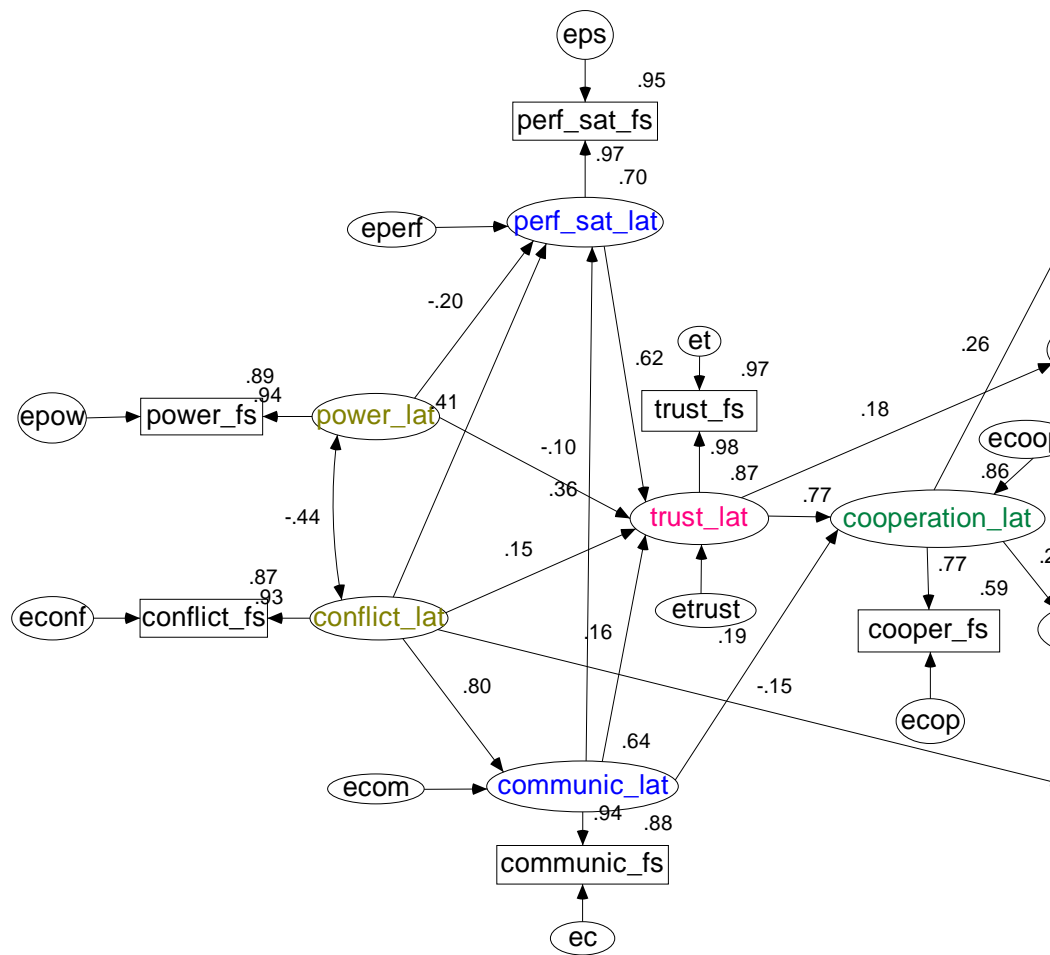 eps
.95
perf_sat_fs
.97
.70
eperf
perf_sat_lat
-.20
.26
et
.62
.97
.89
.94
epow
power_fs
power_lat
.41
trust_fs
.18
-.10
.98
ecoop
.87
.86
.36
.77
trust_lat
cooperation_lat
-.44
.15
.77
.87
.93
.59
econf
conflict_fs
conflict_lat
etrust
.16
.19
cooper_fs
.80
-.15
ecop
.64
ecom
communic_lat
.94
.88
communic_fs
ec